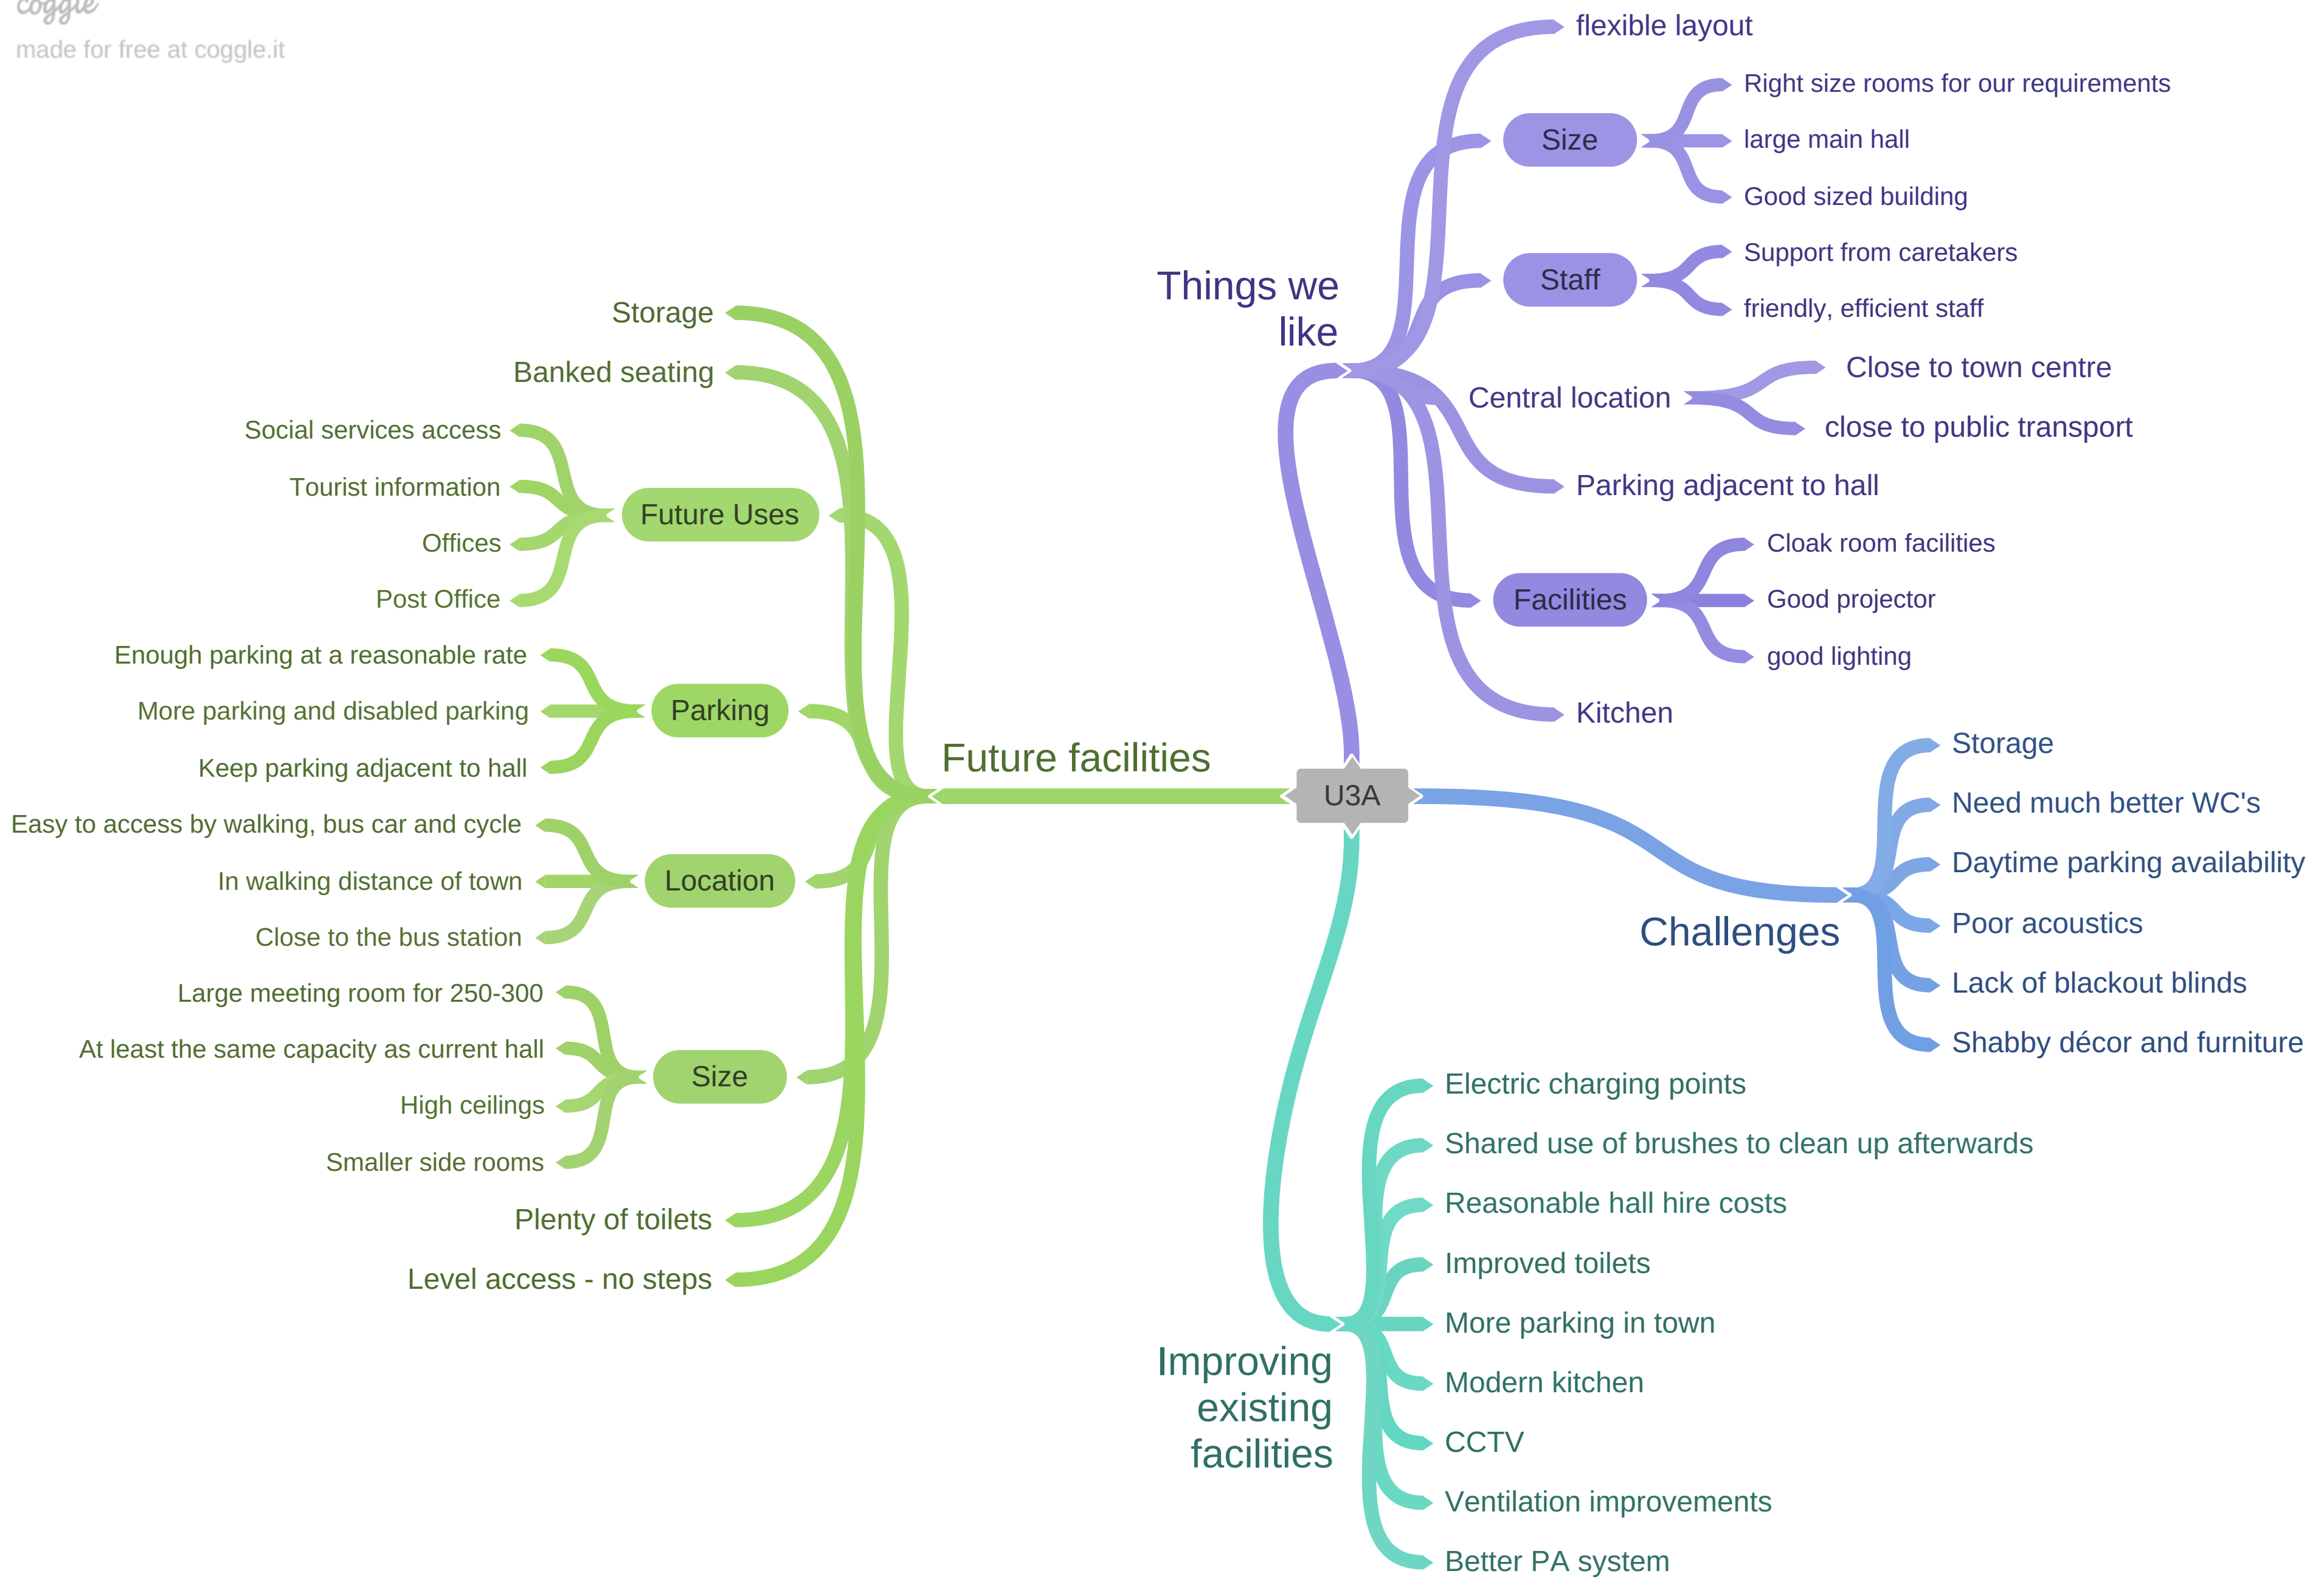 coggle
made for free at coggle.it
Things we
like
flexible layout
Size
Right size rooms for our requirements
large main hall
Good sized building
Staff
Support from caretakers
friendly, efficient staff
Central location
Close to town centre
close to public transport
Parking adjacent to hall
Facilities
Cloak room facilities
Good projector
good lighting
Kitchen
U3A
Future facilities
Storage
Banked seating
Future Uses
Social services access
Tourist information
Offices
Post Office
Parking
Enough parking at a reasonable rate
More parking and disabled parking
Keep parking adjacent to hall
Location
Easy to access by walking, bus car and cycle
In walking distance of town
Close to the bus station
Size
Large meeting room for 250-300
At least the same capacity as current hall
High ceilings
Smaller side rooms
Plenty of toilets
Level access - no steps
Challenges
Storage
Need much better WC's
Daytime parking availability
Poor acoustics
Lack of blackout blinds
Shabby décor and furniture
Improving
existing
facilities
Electric charging points
Shared use of brushes to clean up afterwards
Reasonable hall hire costs
Improved toilets
More parking in town
Modern kitchen
CCTV
Ventilation improvements
Better PA system